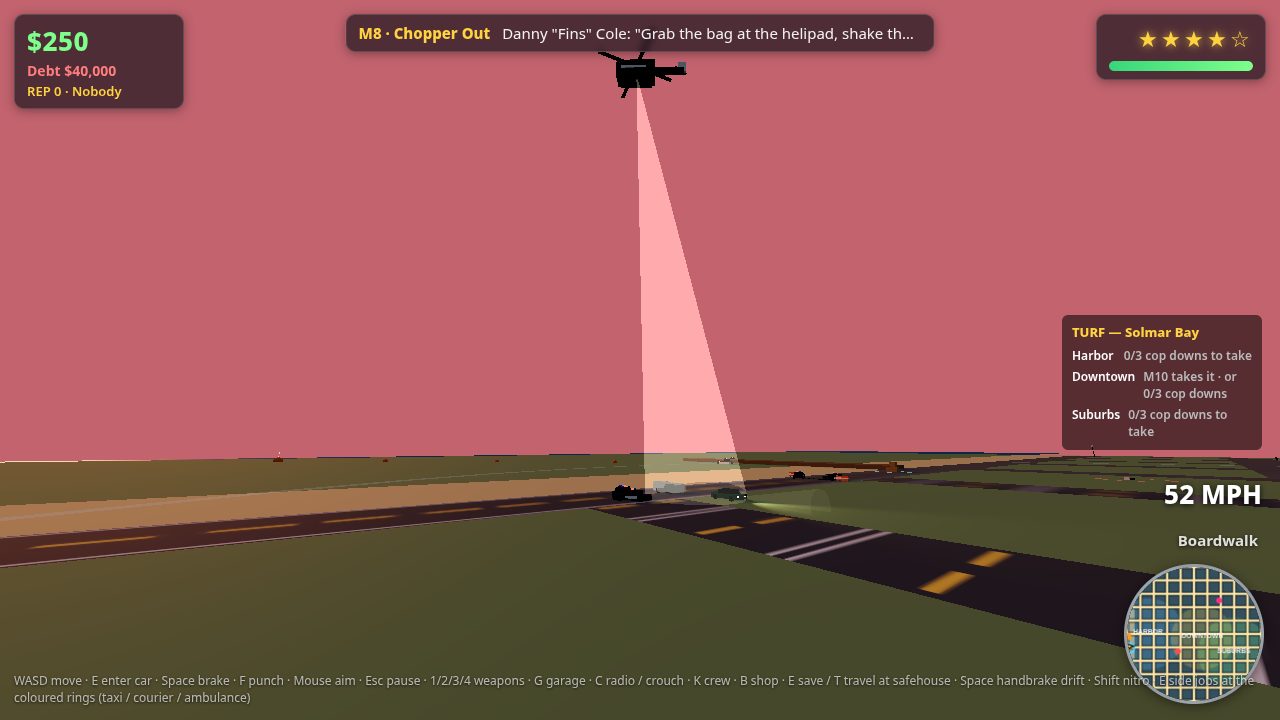 $250
Debt $40,000
REP 0 · Nobody
M8 · Chopper Out Danny "Fins" Cole: "Grab the bag at the helipad, shake th...
★★★★☆
TURF — Solmar Bay
Harbor 0/3 cop downs to take
Downtown M10 takes it · or
0/3 cop downs
Suburbs 0/3 cop downs to
take
52 MPH
Boardwalk
HARBOR
DOWNTOWN
SUBURBS
WASD move · E enter car · Space brake · F punch · Mouse aim · Esc pause · 1/2/3/4 weapons · G garage · C radio / crouch · K crew · B shop · E save / T travel at safehouse · Space handbrake drift · Shift nitro · E side jobs at the
coloured rings (taxi / courier / ambulance)